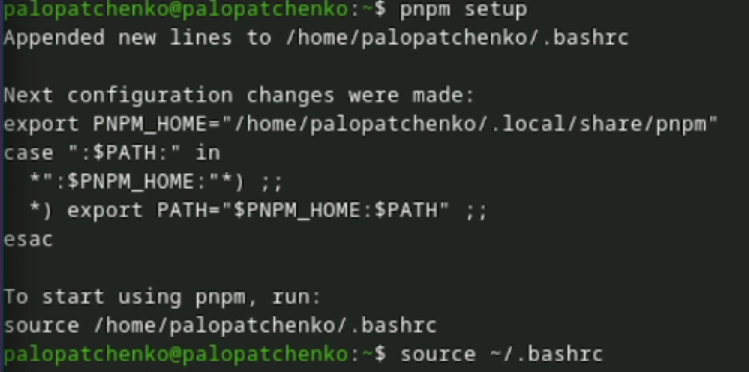 palopatchenko@palopatchenko:~$ pnpm setup
Appended new lines to /home/palopatchenko/.bashrc

Next configuration changes were made:
export PNPM_HOME="/home/palopatchenko/.local/share/pnpm"
case ":$PATH:" in
  *":$PNPM_HOME:"*) ;;
  *) export PATH="$PNPM_HOME:$PATH" ;;
esac

To start using pnpm, run:
source /home/palopatchenko/.bashrc
palopatchenko@palopatchenko:~$ source ~/.bashrc